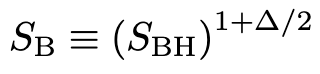 S_B ≡ (S_BH)^{1+Δ/2}